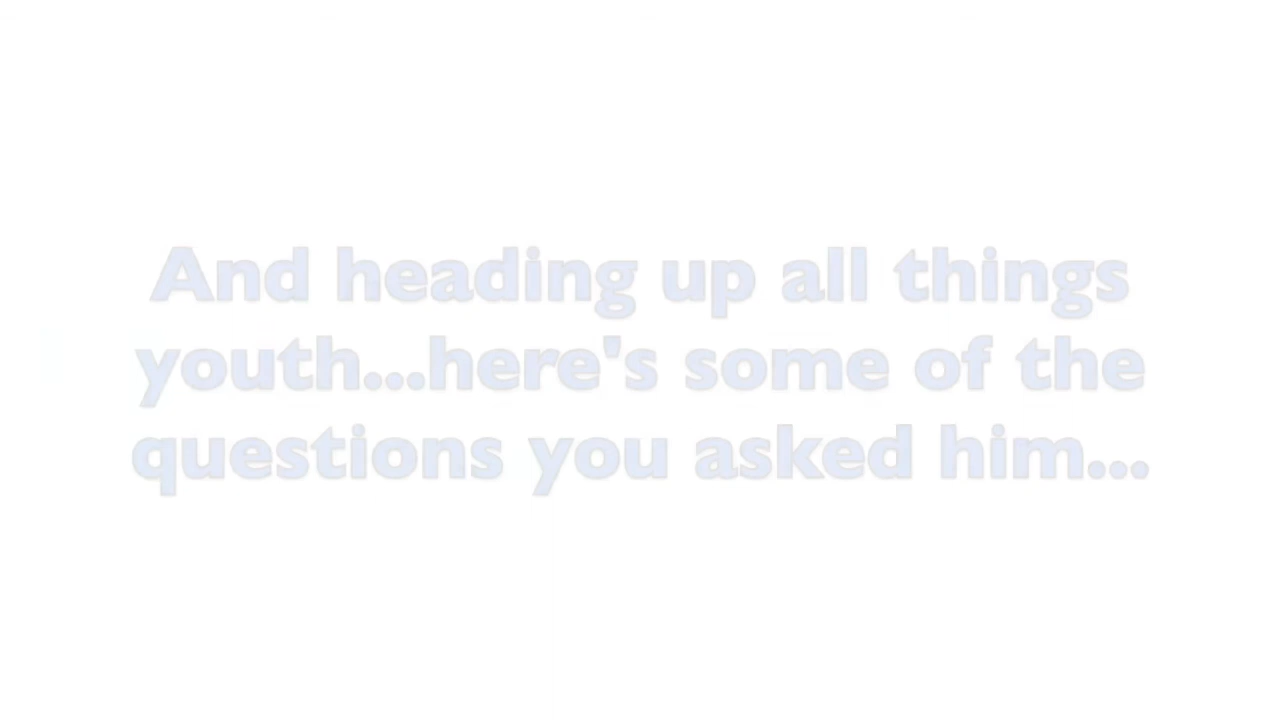 And heading up all things
youth...here's some of the
questions you asked him...